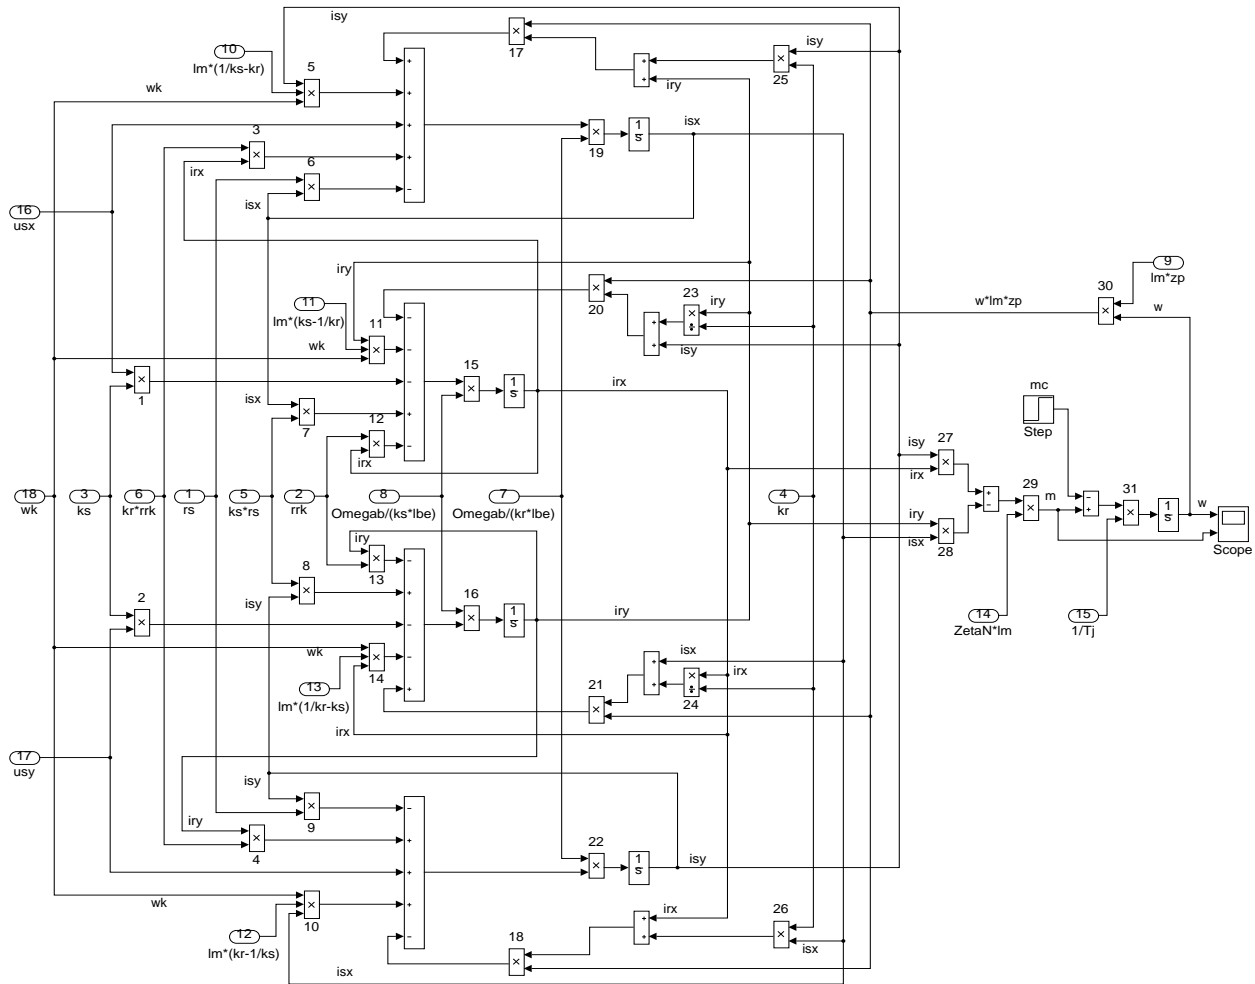 isy
17
10
lm*(1/ks-kr)
5
wk
isy
25
iry
3
irx
6
isx
19
1
s
isx
16
usx
iry
11
lm*(ks-1/kr)
11
wk
20
23
iry
isy
w*lm*zp
9
lm*zp
30
w
1
isx
7
12
irx
15
1
s
irx
mc
Step
27
isy
irx
18
wk
3
ks
6
kr*rrk
1
rs
5
ks*rs
2
rrk
8
Omegab/(ks*lbe)
7
Omegab/(kr*lbe)
4
kr
iry
isx
28
29
m
31
1
s
w
Scope
iry
13
8
isy
2
16
1
s
iry
14
ZetaN*lm
15
1/Tj
wk
14
13
lm*(1/kr-ks)
irx
21
isx
irx
24
17
usy
isy
9
iry
4
22
1
s
isy
wk
10
12
lm*(kr-1/ks)
isx
18
irx
26
isx